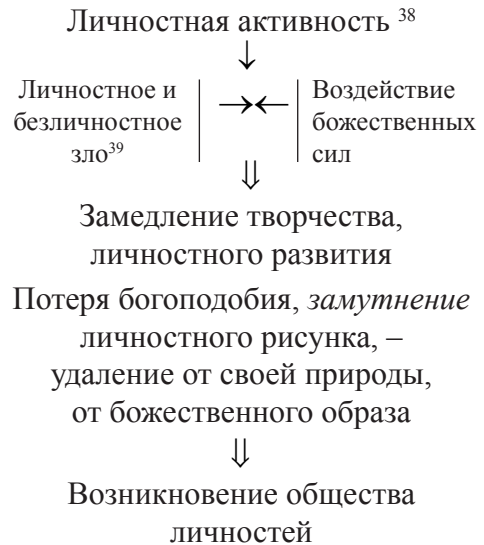 Личностная активность 38
↓
Личностное и
безличностное
зло39
→←
Воздействие
божественных
сил
⇓
Замедление творчества,
личностного развития
Потеря богоподобия, замутнение
личностного рисунка, –
удаление от своей природы,
от божественного образа
⇓
Возникновение общества
личностей